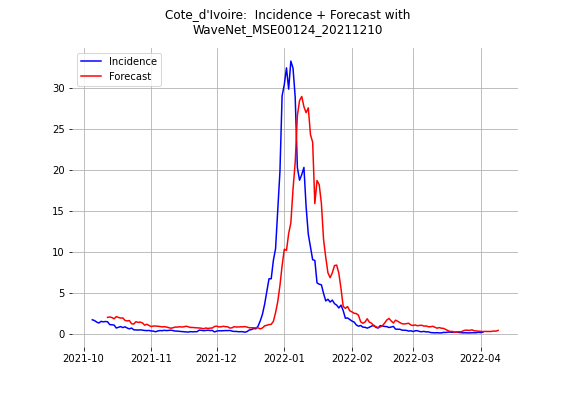 Cote_d'Ivoire:  Incidence + Forecast with
WaveNet_MSE00124_20211210
Incidence
Forecast
30
25
20
15
10
5
0
2021-10 2021-11 2021-12 2022-01 2022-02 2022-03 2022-04